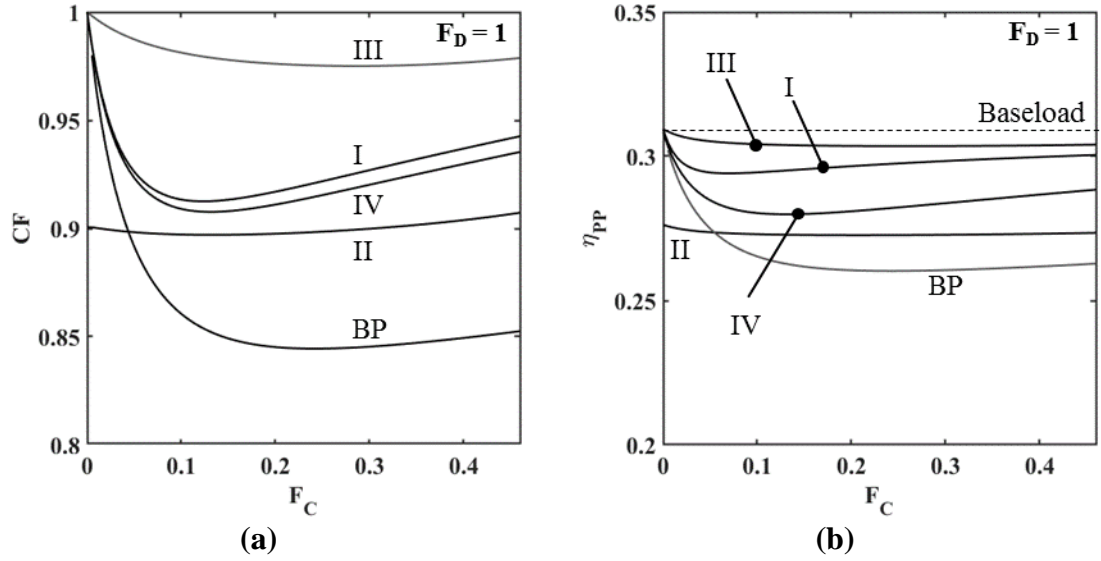 1
0.95
0.9
0.85
0.8
CF
0
0.1
0.2
0.3
0.4
F_C
F_D = 1
III
I
IV
II
BP
(a)
0.35
0.3
0.25
0.2
η_PP
0
0.1
0.2
0.3
0.4
F_C
F_D = 1
III
I
Baseload
II
BP
IV
(b)